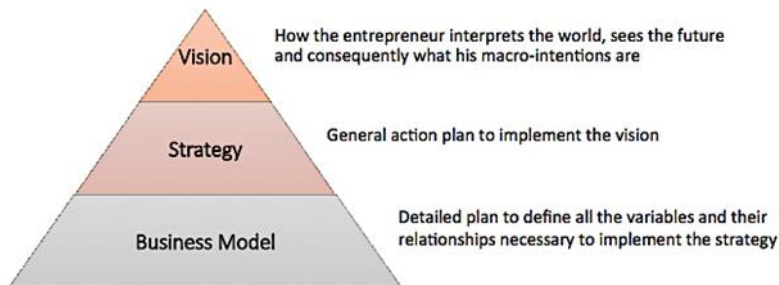 Vision
How the entrepreneur interprets the world, sees the future
and consequently what his macro-intentions are
Strategy
General action plan to implement the vision
Business Model
Detailed plan to define all the variables and their
relationships necessary to implement the strategy